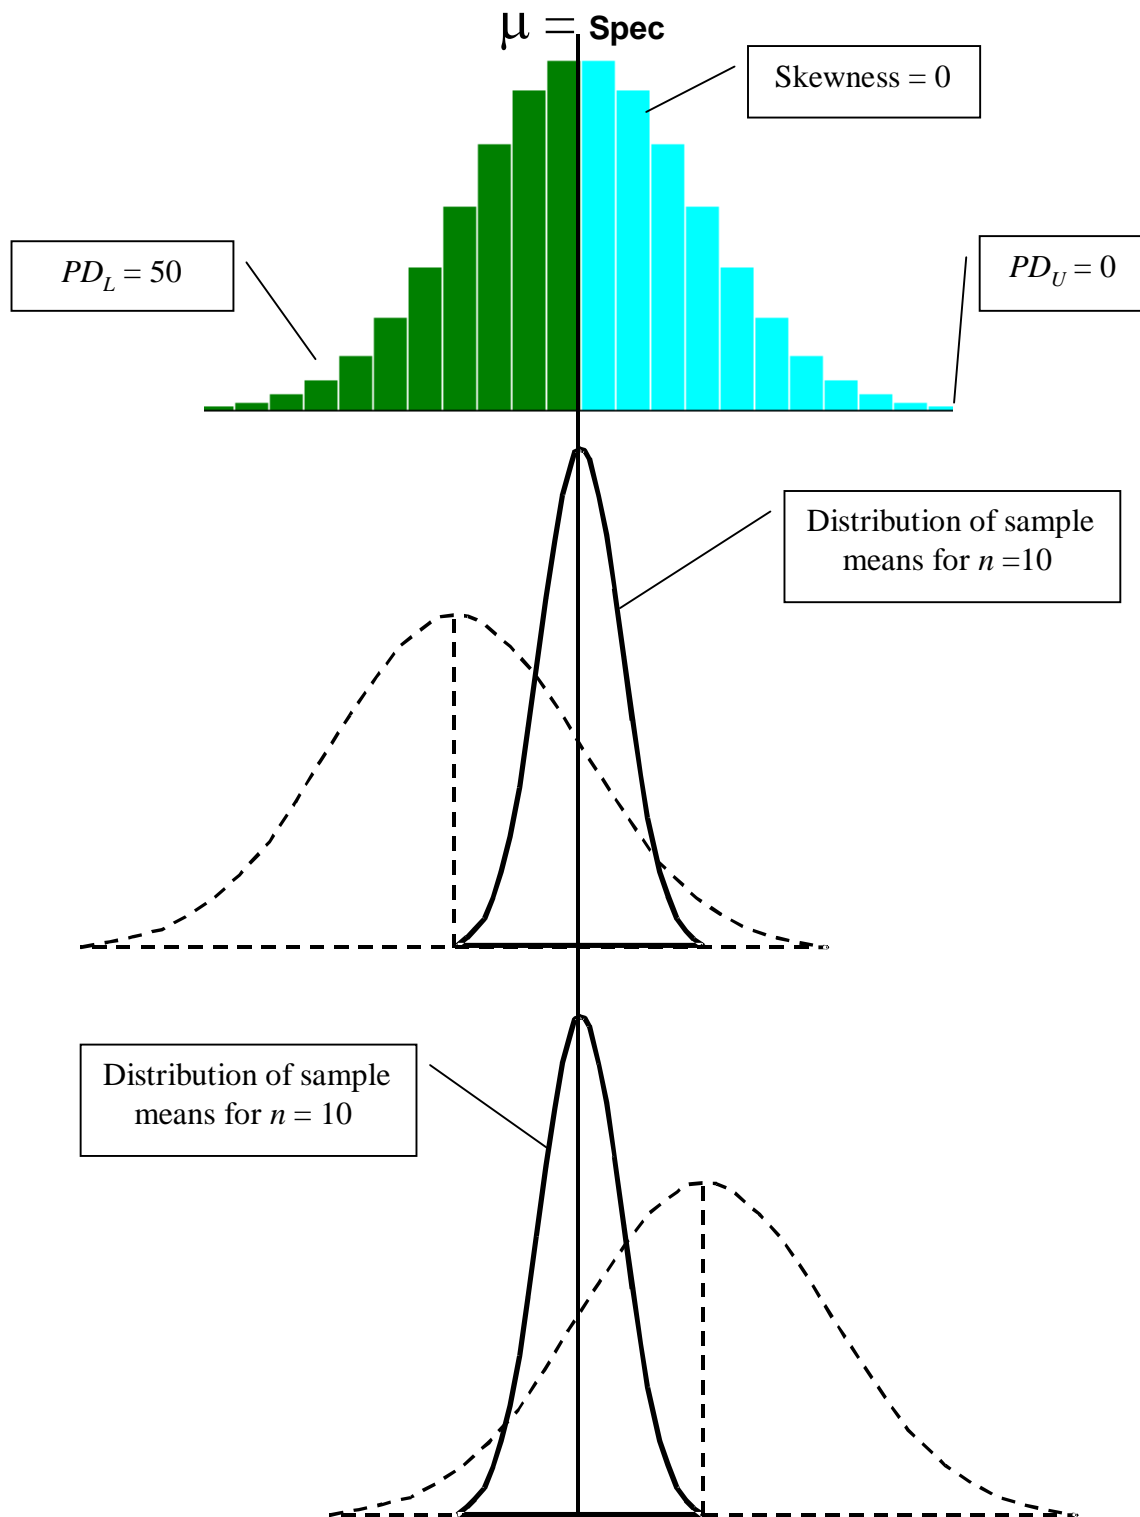 μ = Spec
Skewness = 0
PD_L = 50
PD_U = 0
Distribution of sample
means for n =10
Distribution of sample
means for n = 10